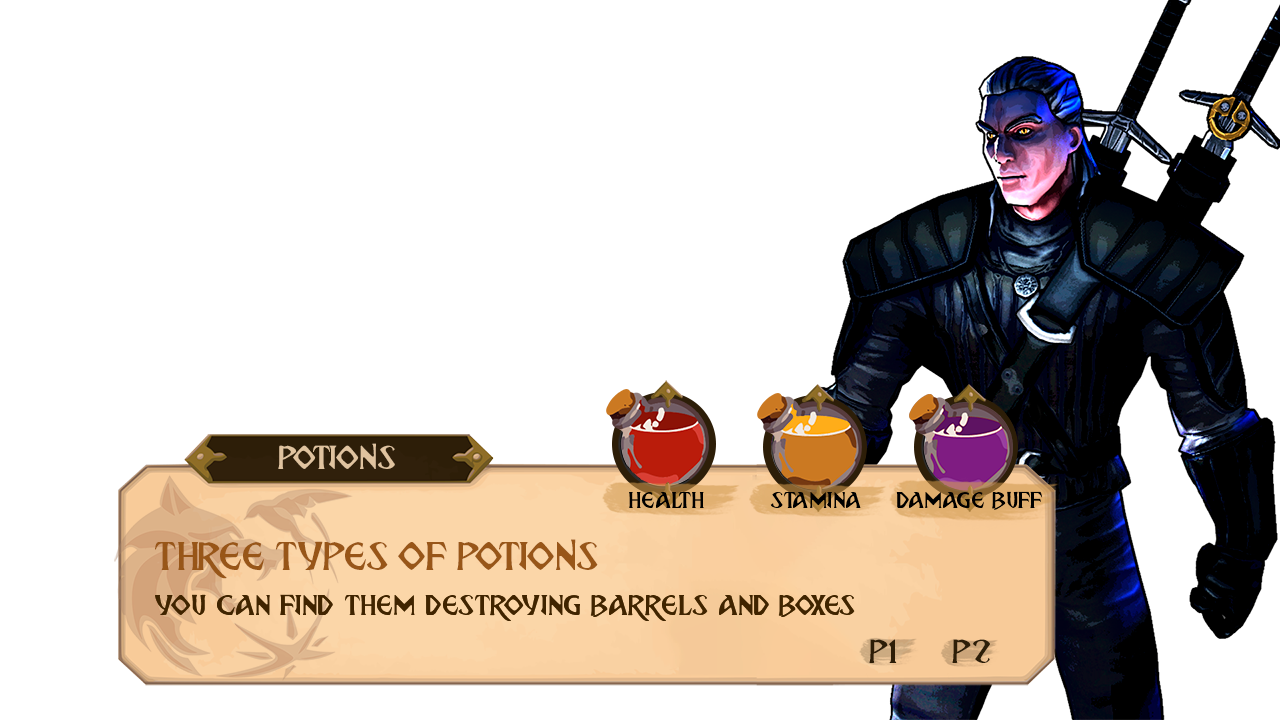 POTIONS
HEALTH STAMINA DAMAGE BUFF
THREE TYPES OF POTIONS
YOU CAN FIND THEM DESTROYING BARRELS AND BOXES
P1 P2